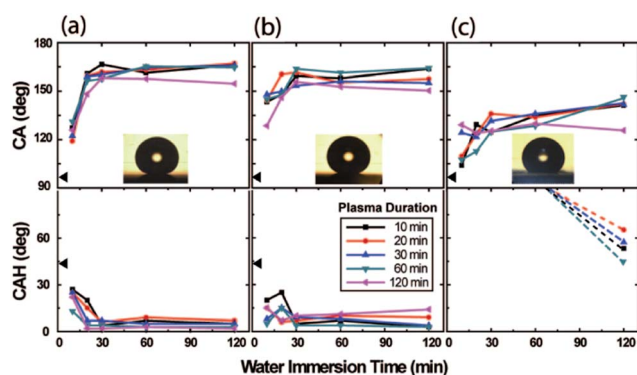 (a) (b) (c)
180
150
120
90
CA (deg)
60
30
0
CAH (deg)
Plasma Duration
10 min
20 min
30 min
60 min
120 min
0 30 60 90 120 0 30 60 90 120 0 30 60 90 120
Water Immersion Time (min)